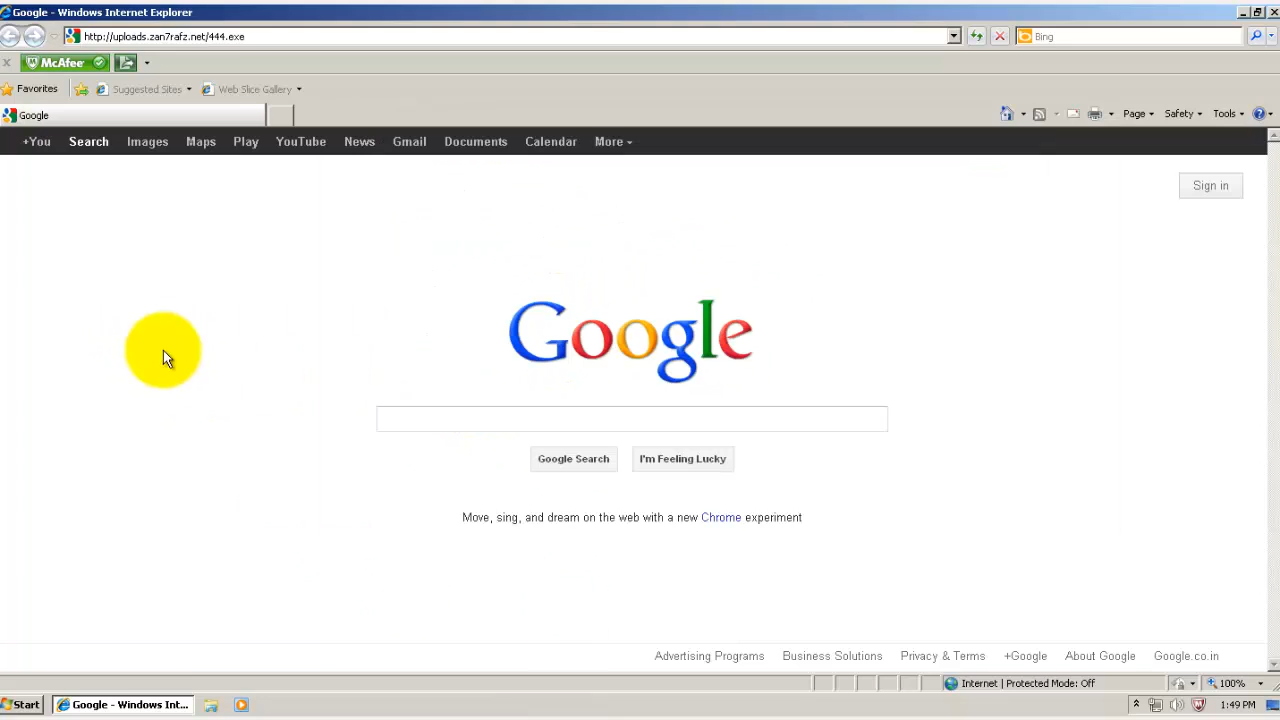 Google - Windows Internet Explorer
http://uploads.zan7rafz.net/444.exe
Bing
McAfee
Favorites Suggested Sites Web Slice Gallery
Google
Page Safety Tools
+You Search Images Maps Play YouTube News Gmail Documents Calendar More
Sign in
Google
Google Search I'm Feeling Lucky
Move, sing, and dream on the web with a new Chrome experiment
Advertising Programs Business Solutions Privacy & Terms +Google About Google Google.co.in
Internet | Protected Mode: Off 100%
Start Google - Windows Int... 1:49 PM